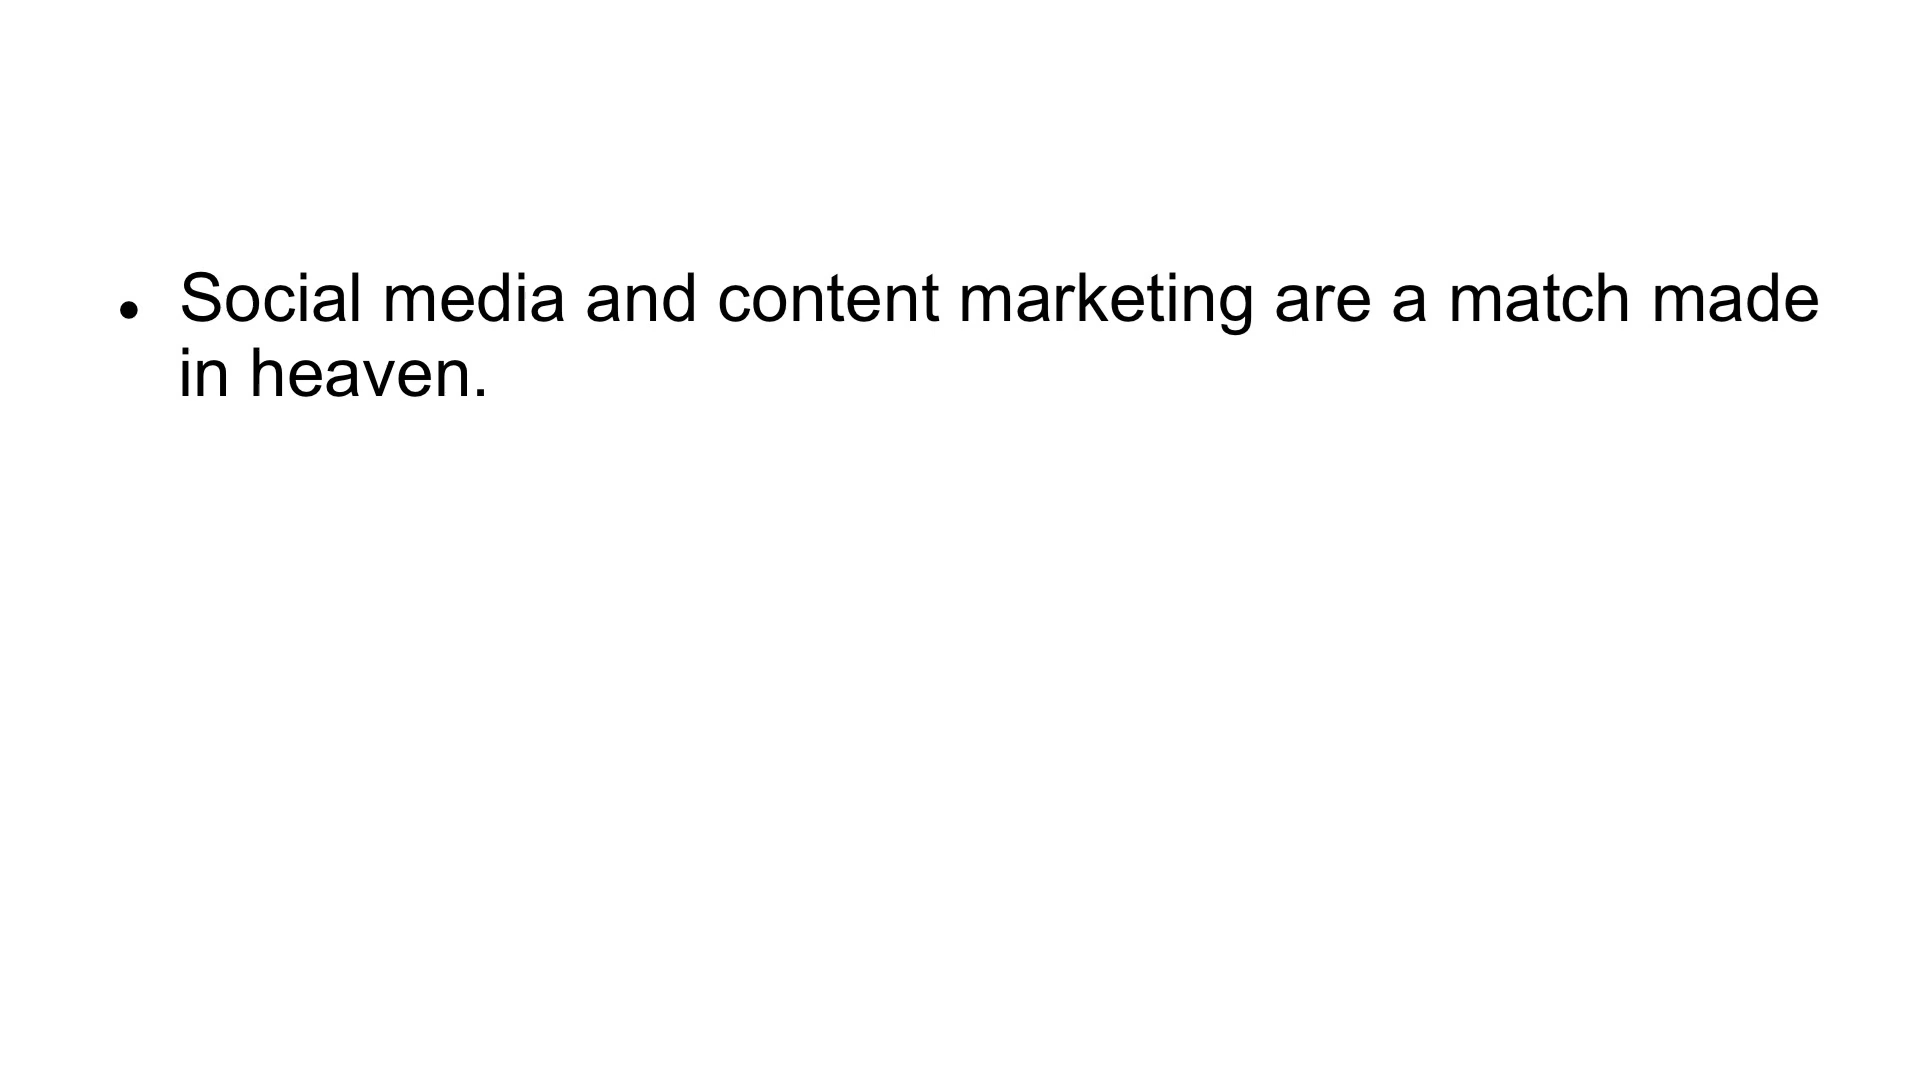 • Social media and content marketing are a match made
in heaven.